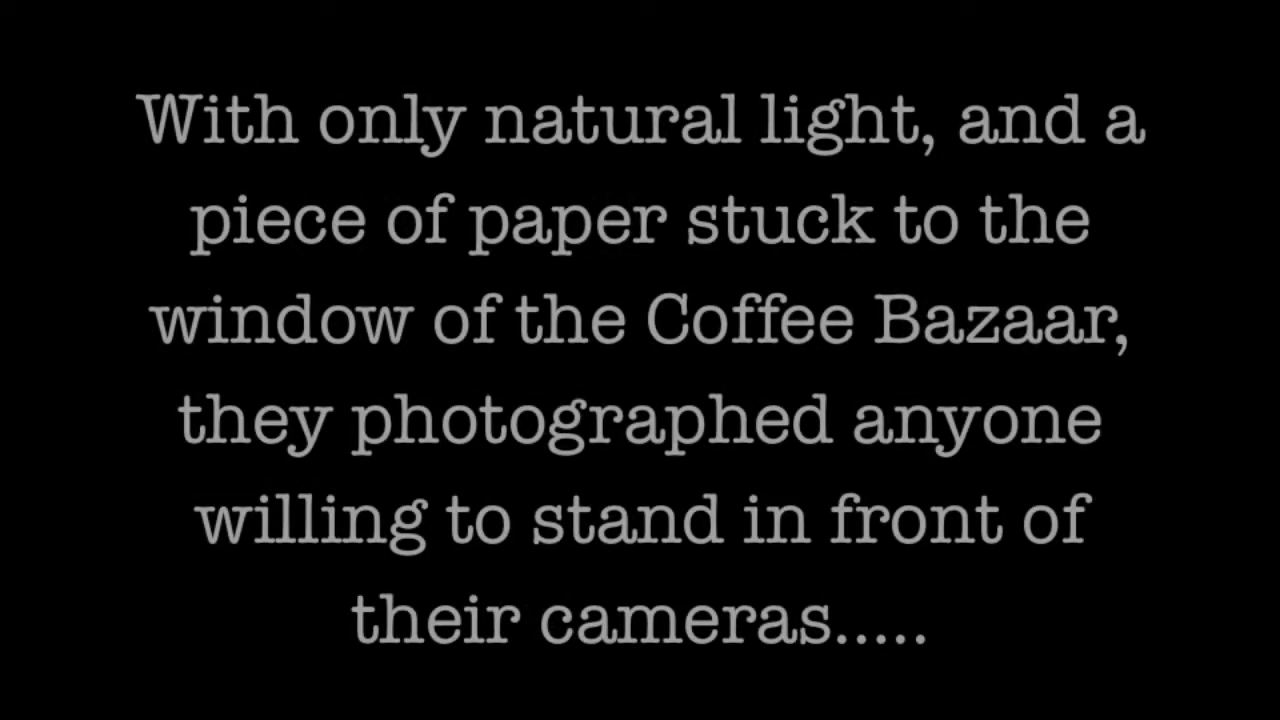 With only natural light, and a
piece of paper stuck to the
window of the Coffee Bazaar,
they photographed anyone
willing to stand in front of
their cameras.....